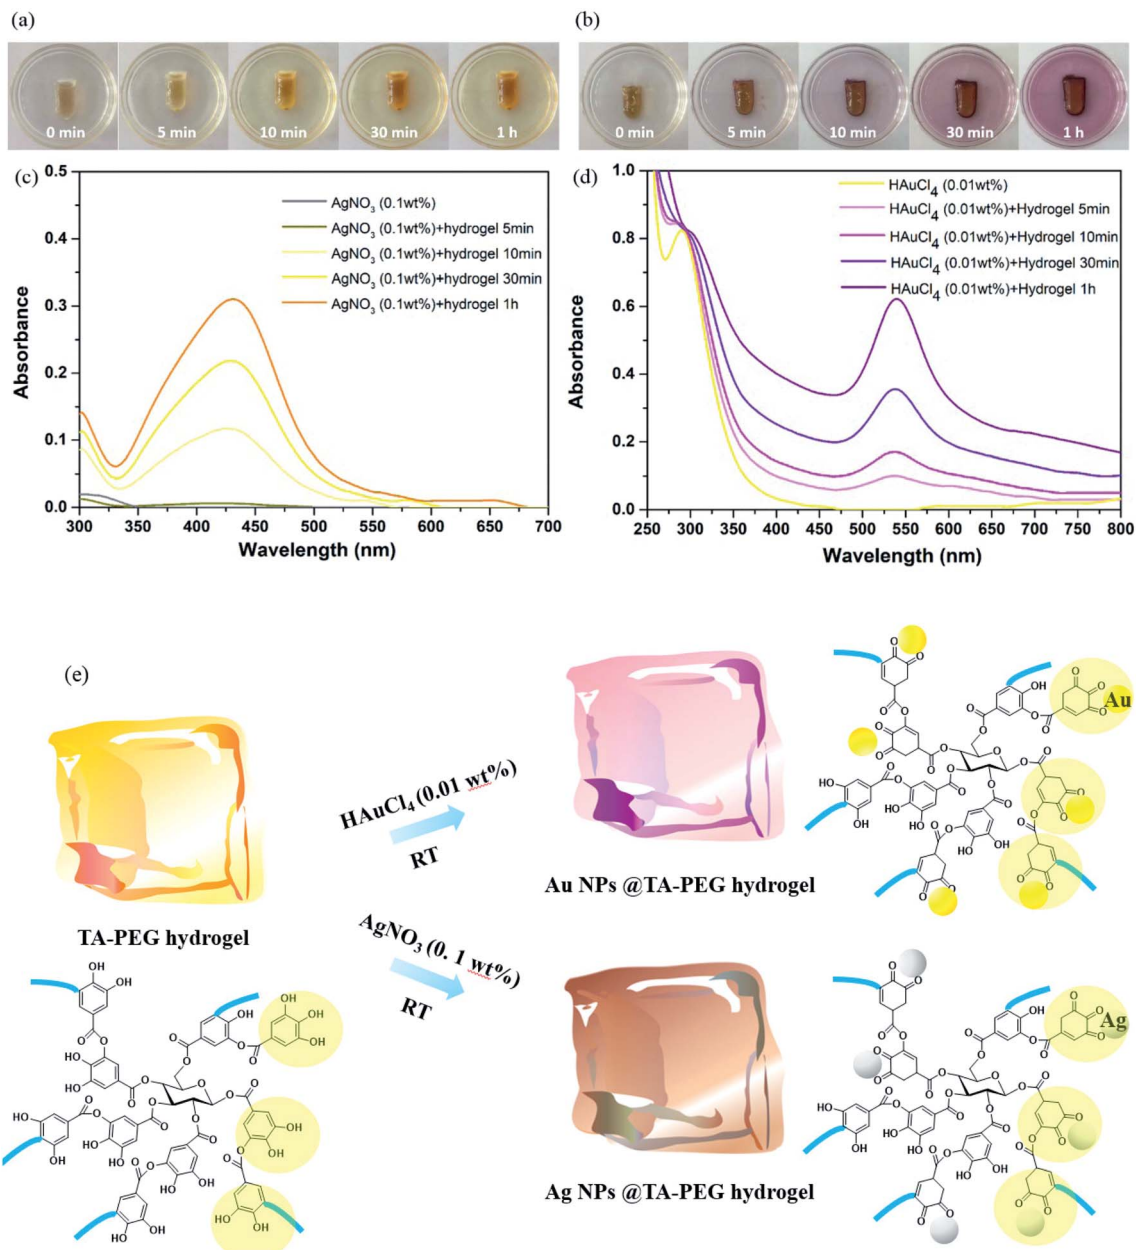 (a)
(b)
0 min
5 min
10 min
30 min
1 h
0 min
5 min
10 min
30 min
1 h
(c)
0.5
0.4
0.3
0.2
0.1
0.0
Absorbance
AgNO3 (0.1wt%)
AgNO3 (0.1wt%)+hydrogel 5min
AgNO3 (0.1wt%)+hydrogel 10min
AgNO3 (0.1wt%)+hydrogel 30min
AgNO3 (0.1wt%)+hydrogel 1h
300 350 400 450 500 550 600 650 700
Wavelength (nm)
(d)
1.0
0.8
0.6
0.4
0.2
0.0
Absorbance
HAuCl4 (0.01wt%)
HAuCl4 (0.01wt%)+Hydrogel 5min
HAuCl4 (0.01wt%)+Hydrogel 10min
HAuCl4 (0.01wt%)+Hydrogel 30min
HAuCl4 (0.01wt%)+Hydrogel 1h
250 300 350 400 450 500 550 600 650 700 750 800
Wavelength (nm)
(e)
HAuCl4 (0.01 wt%)
RT
Au
Au NPs @TA-PEG hydrogel
TA-PEG hydrogel
AgNO3 (0. 1 wt%)
RT
Ag
Ag NPs @TA-PEG hydrogel